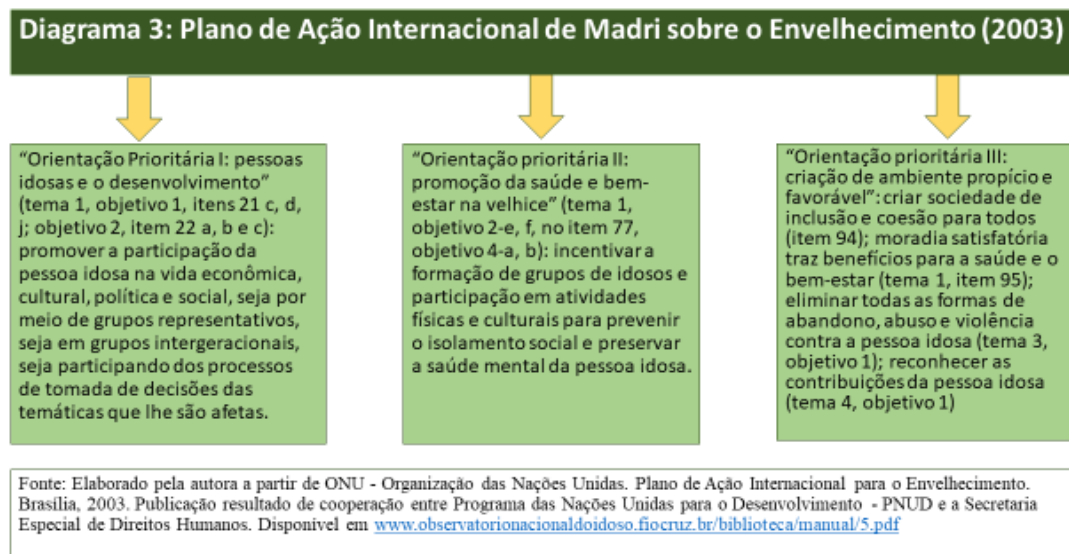 Diagrama 3: Plano de Ação Internacional de Madri sobre o Envelhecimento (2003)
“Orientação Prioritária I: pessoas
idosas e o desenvolvimento”
(tema 1, objetivo 1, itens 21 c, d,
j; objetivo 2, item 22 a, b e c):
promover a participação da
pessoa idosa na vida econômica,
cultural, política e social, seja por
meio de grupos representativos,
seja em grupos intergeracionais,
seja participando dos processos
de tomada de decisões das
temáticas que lhe são afetas.
“Orientação prioritária II:
promoção da saúde e bem-
estar na velhice” (tema 1,
objetivo 2-e, f, no item 77,
objetivo 4-a, b): incentivar a
formação de grupos de idosos e
participação em atividades
físicas e culturais para prevenir
o isolamento social e preservar
a saúde mental da pessoa idosa.
“Orientação prioritária III:
criação de ambiente propício e
favorável”: criar sociedade de
inclusão e coesão para todos
(item 94); moradia satisfatória
traz benefícios para a saúde e o
bem-estar (tema 1, item 95);
eliminar todas as formas de
abandono, abuso e violência
contra a pessoa idosa (tema 3,
objetivo 1); reconhecer as
contribuições da pessoa idosa
(tema 4, objetivo 1)
Fonte: Elaborado pela autora a partir de ONU - Organização das Nações Unidas. Plano de Ação Internacional para o Envelhecimento.
Brasília, 2003. Publicação resultado de cooperação entre Programa das Nações Unidas para o Desenvolvimento - PNUD e a Secretaria
Especial de Direitos Humanos. Disponivel em www.observatorionacionaldoidoso.fiocruz.br/biblioteca/manual/5.pdf